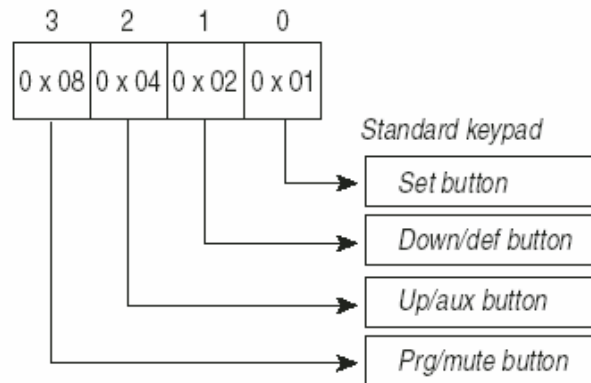 3 2 1 0
0 x 08 0 x 04 0 x 02 0 x 01
Standard keypad
Set button
Down/def button
Up/aux button
Prg/mute button